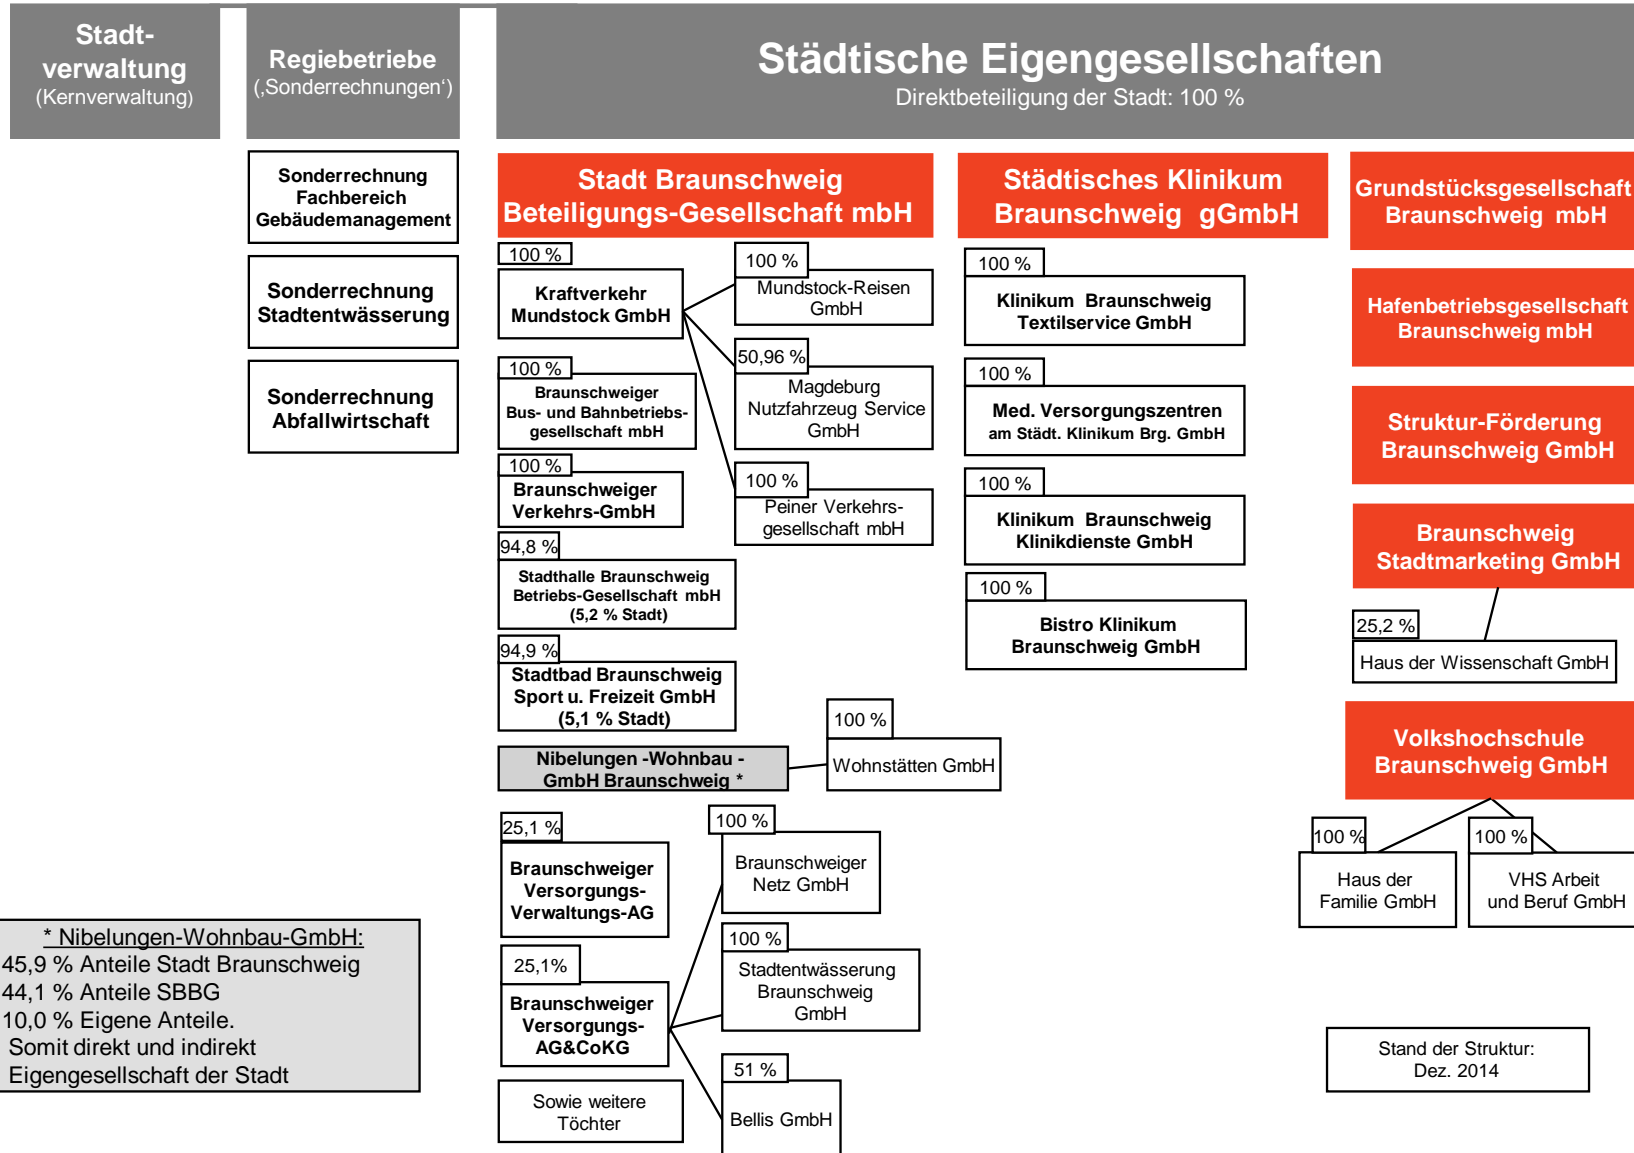 Stadt-
verwaltung
(Kernverwaltung)
Regiebetriebe
(‚Sonderrechnungen‘)
Städtische Eigengesellschaften
Direktbeteiligung der Stadt: 100 %
Sonderrechnung
Fachbereich
Gebäudemanagement
Sonderrechnung
Stadtentwässerung
Sonderrechnung
Abfallwirtschaft
Stadt Braunschweig
Beteiligungs-Gesellschaft mbH
100 %
Kraftverkehr
Mundstock GmbH
100 %
Mundstock-Reisen
GmbH
50,96 %
Magdeburg
Nutzfahrzeug Service
GmbH
100 %
Peiner Verkehrs-
gesellschaft mbH
100 %
Braunschweiger
Bus- und Bahnbetriebs-
gesellschaft mbH
100 %
Braunschweiger
Verkehrs-GmbH
94,8 %
Stadthalle Braunschweig
Betriebs-Gesellschaft mbH
(5,2 % Stadt)
94,9 %
Stadtbad Braunschweig
Sport u. Freizeit GmbH
(5,1 % Stadt)
Nibelungen -Wohnbau -
GmbH Braunschweig *
100 %
Wohnstätten GmbH
25,1 %
Braunschweiger
Versorgungs-
Verwaltungs-AG
25,1%
Braunschweiger
Versorgungs-
AG&CoKG
100 %
Braunschweiger
Netz GmbH
100 %
Stadtentwässerung
Braunschweig
GmbH
51 %
Bellis GmbH
Sowie weitere
Töchter
Städtisches Klinikum
Braunschweig gGmbH
100 %
Klinikum Braunschweig
Textilservice GmbH
100 %
Med. Versorgungszentren
am Städt. Klinikum Brg. GmbH
100 %
Klinikum Braunschweig
Klinikdienste GmbH
100 %
Bistro Klinikum
Braunschweig GmbH
Grundstücksgesellschaft
Braunschweig mbH
Hafenbetriebsgesellschaft
Braunschweig mbH
Struktur-Förderung
Braunschweig GmbH
Braunschweig
Stadtmarketing GmbH
25,2 %
Haus der Wissenschaft GmbH
Volkshochschule
Braunschweig GmbH
100 %
Haus der
Familie GmbH
100 %
VHS Arbeit
und Beruf GmbH
* Nibelungen-Wohnbau-GmbH:
45,9 % Anteile Stadt Braunschweig
44,1 % Anteile SBBG
10,0 % Eigene Anteile.
Somit direkt und indirekt
Eigengesellschaft der Stadt
Stand der Struktur:
Dez. 2014